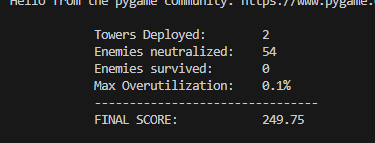 Hello from the pygame community. https://www.pygame.
Towers Deployed: 2
Enemies neutralized: 54
Enemies survived: 0
Max Overutilization: 0.1%
--------------------------------
FINAL SCORE: 249.75